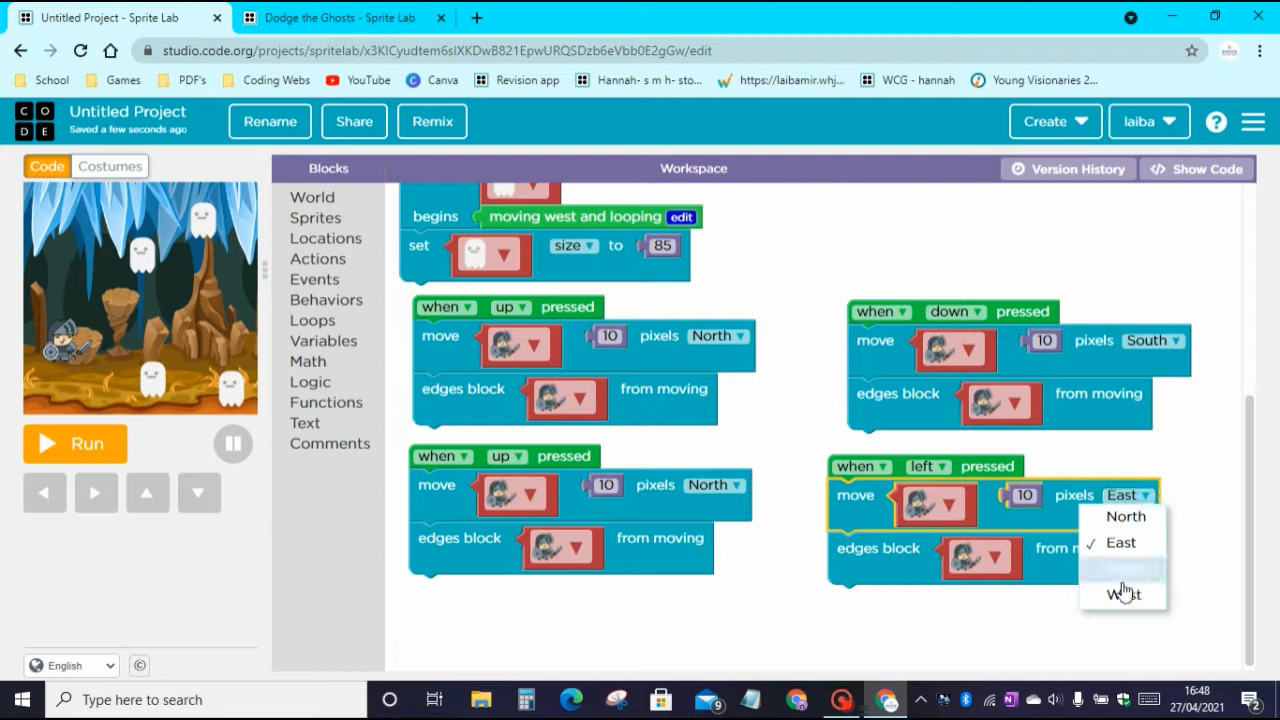 Untitled Project - Sprite Lab
Dodge the Ghosts - Sprite Lab
studio.code.org/projects/spritelab/x3KlCyudtem6slXKDwB821EpwURQSDzb6eVbb0E2gGw/edit
School Games PDF's Coding Webs YouTube Canva Revision app Hannah- s m h- sto... https://laibamir.whj... WCG - hannah Young Visionaries 2...
CODE
Untitled Project
Saved a few seconds ago
Rename Share Remix Create laiba ?
Code Costumes
Blocks Workspace Version History </> Show Code
World
Sprites
Locations
Actions
Events
Behaviors
Loops
Variables
Math
Logic
Functions
Text
Comments
begins moving west and looping edit
set size to 85
when up pressed
move 10 pixels North
edges block from moving
when down pressed
move 10 pixels South
edges block from moving
when up pressed
move 10 pixels North
edges block from moving
when left pressed
move 10 pixels East
edges block from
North
East
Run
English ©
Type here to search
9
16:48
27/04/2021
2